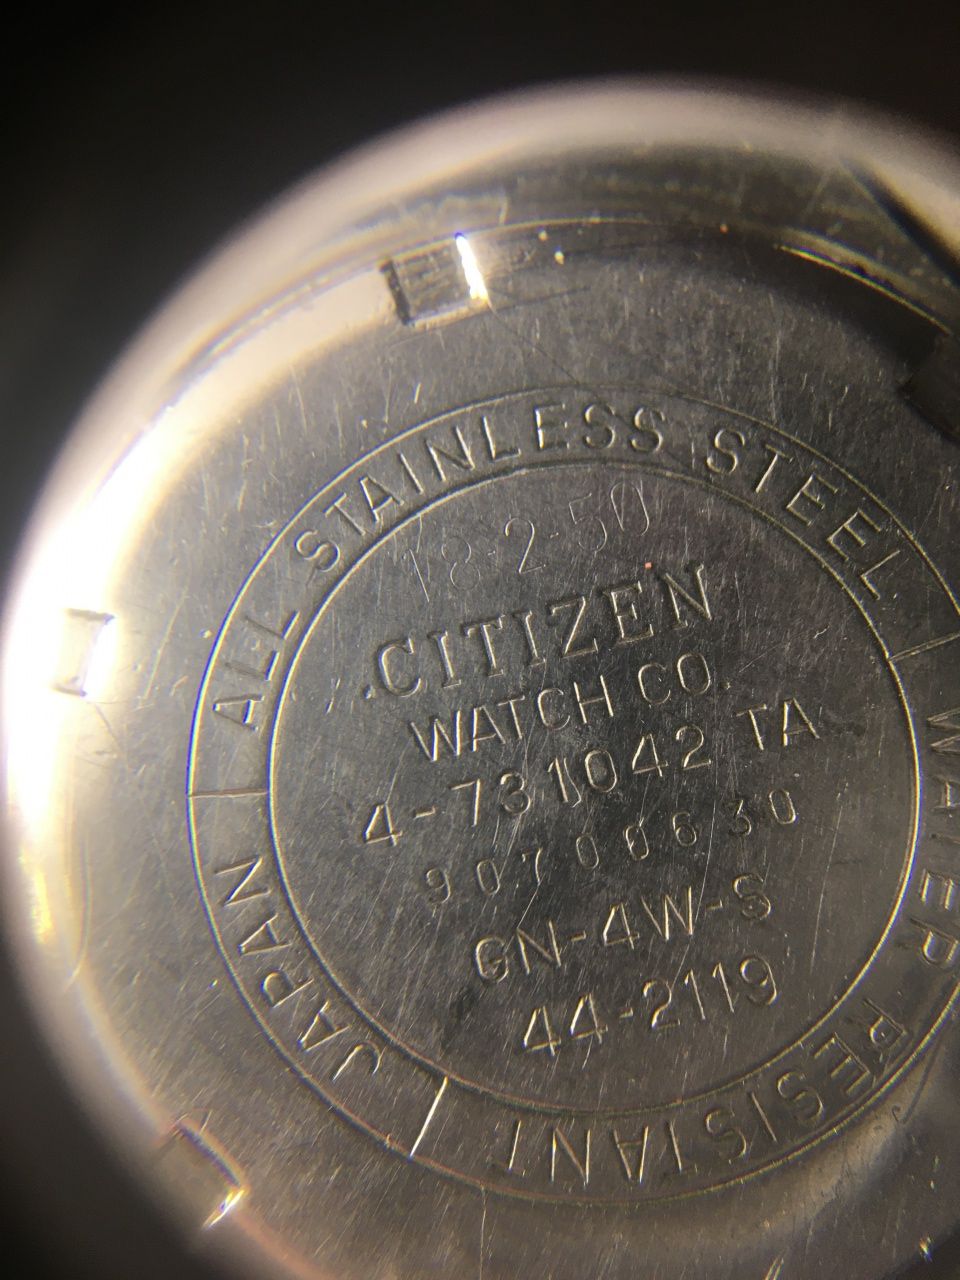 ALL STAINLESS STEEL
WATER RESISTANT
JAPAN
18-2-50
CITIZEN
WATCH CO.
4-731042 TA
90700630
GN-4W-S
44-2119